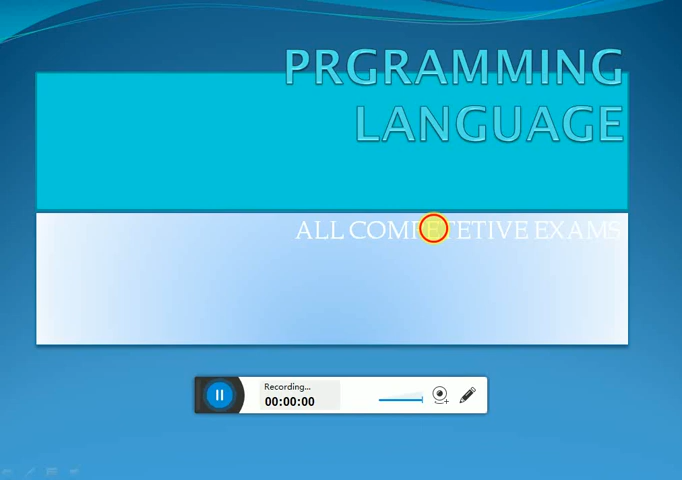 PRGRAMMING
LANGUAGE
ALL COMPETETIVE EXAMS
Recording...
00:00:00